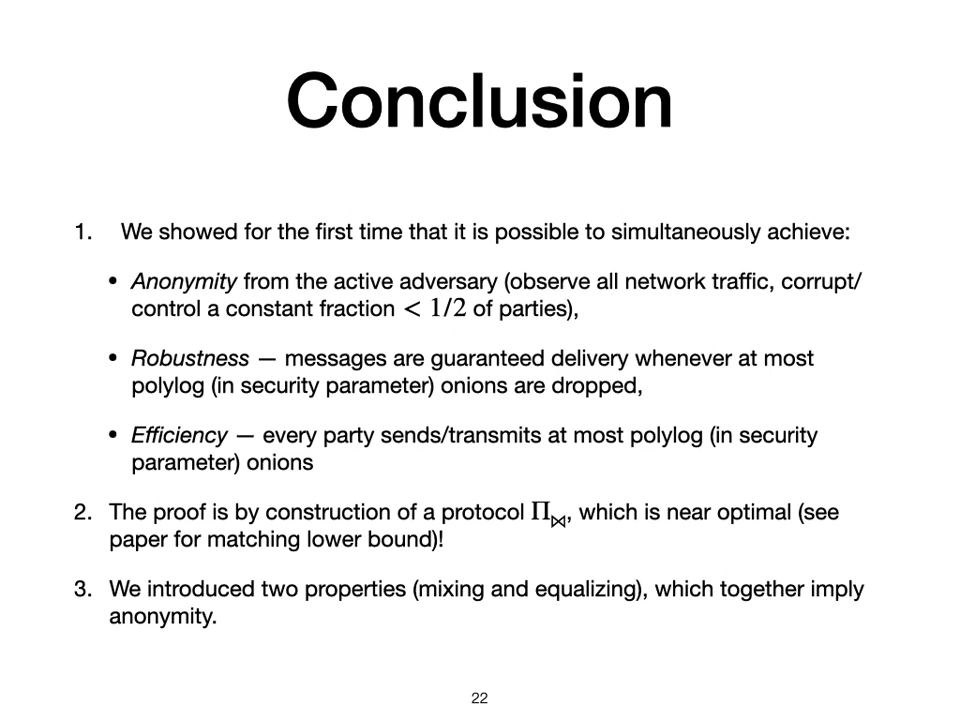 Conclusion
1. We showed for the first time that it is possible to simultaneously achieve:
• Anonymity from the active adversary (observe all network traffic, corrupt/
control a constant fraction < 1/2 of parties),
• Robustness — messages are guaranteed delivery whenever at most
polylog (in security parameter) onions are dropped,
• Efficiency — every party sends/transmits at most polylog (in security
parameter) onions
2. The proof is by construction of a protocol Π⋈, which is near optimal (see
paper for matching lower bound)!
3. We introduced two properties (mixing and equalizing), which together imply
anonymity.
22